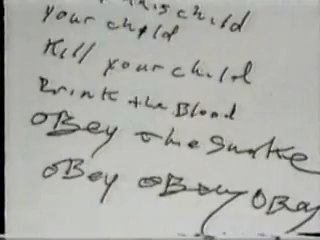 this child
your child
Kill your child
Drink the Blood
OBey the Snake
OBey OBey OBey